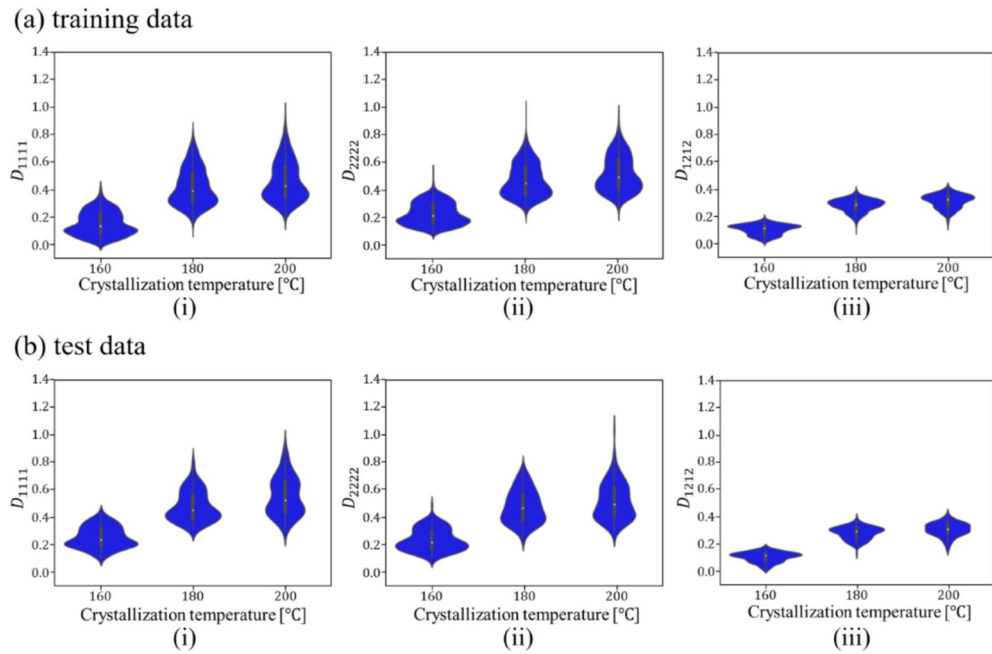 (a) training data
1.4 1.4 1.4
1.2 1.2 1.2
1.0 1.0 1.0
D1111 0.8 D2222 0.8 D1212 0.8
0.6 0.6 0.6
0.4 0.4 0.4
0.2 0.2 0.2
0.0 0.0 0.0
160 180 200 160 180 200 160 180 200
Crystallization temperature [°C] Crystallization temperature [°C] Crystallization temperature [°C]
(i) (ii) (iii)
(b) test data
1.4 1.4 1.4
1.2 1.2 1.2
1.0 1.0 1.0
D1111 0.8 D2222 0.8 D1212 0.8
0.6 0.6 0.6
0.4 0.4 0.4
0.2 0.2 0.2
0.0 0.0 0.0
160 180 200 160 180 200 160 180 200
Crystallization temperature [°C] Crystallization temperature [°C] Crystallization temperature [°C]
(i) (ii) (iii)